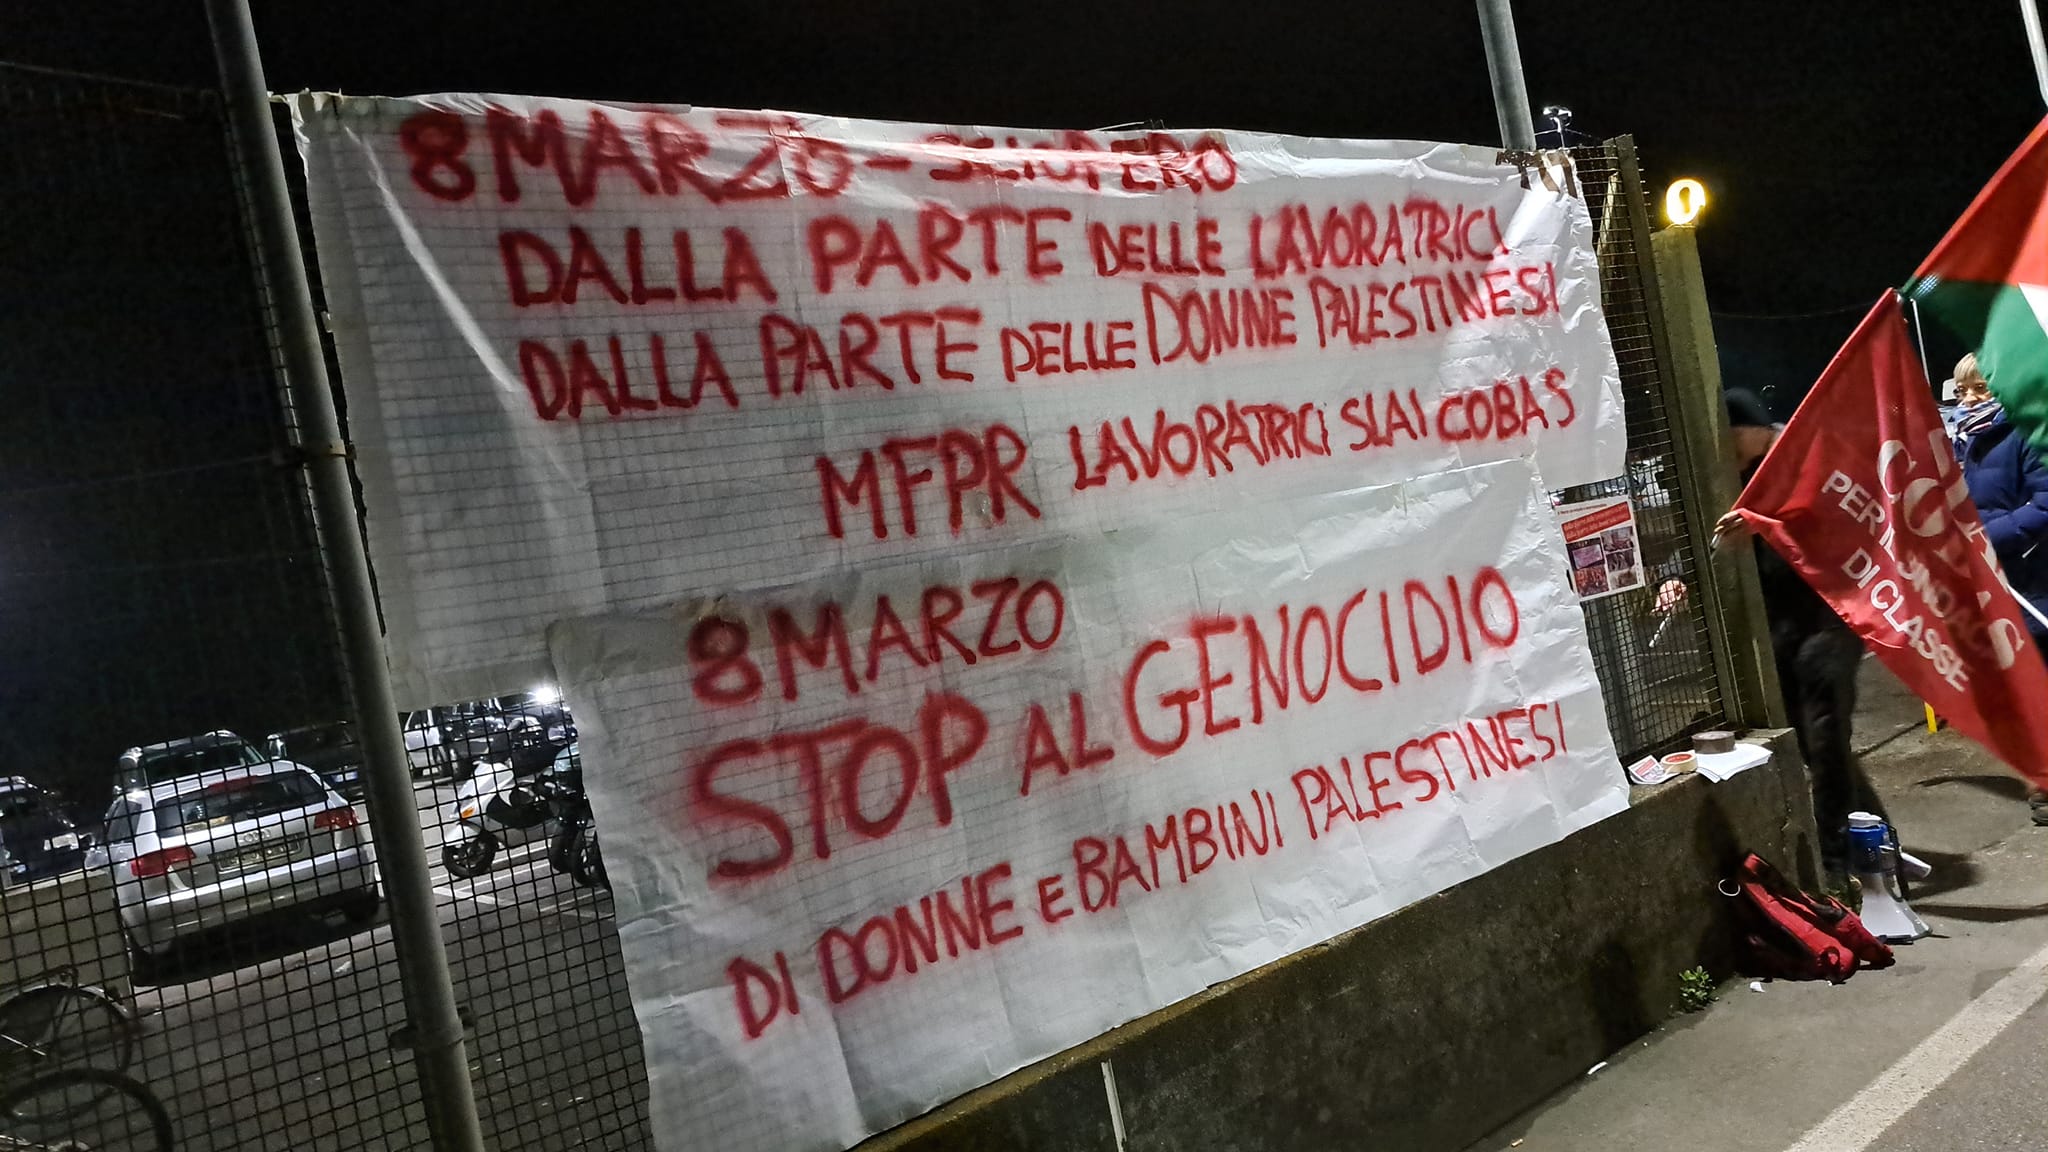 8 MARZO - SCIOPERO
DALLA PARTE DELLE LAVORATRICI
DALLA PARTE DELLE DONNE PALESTINESI
MFPR LAVORATRICI SLAI COBAS
8 MARZO
STOP AL GENOCIDIO
DI DONNE E BAMBINI PALESTINESI
COBAS
PER IL SINDACATO
DI CLASSE